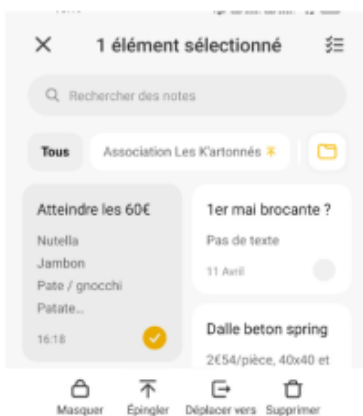 1 élément sélectionné
Rechercher des notes
Tous
Association Les K'artonnés
Atteindre les 60€
Nutella
Jambon
Pate / gnocchi
Patate...
16:18
1er mai brocante ?
Pas de texte
11 Avril
Dalle beton spring
2€54/pièce, 40x40 et
Masquer
Épingler
Déplacer vers
Supprimer